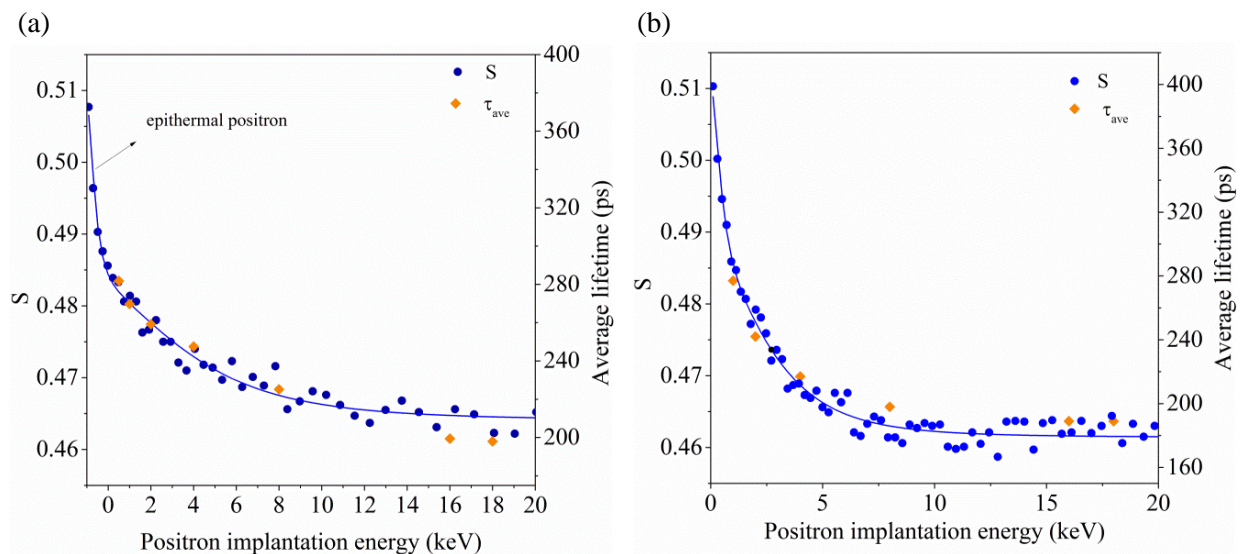 (a)
400
0.51
S
τave
360
epithermal positron
0.50
320
0.49
280
S
0.48
Average lifetime (ps)
240
0.47
200
0.46
0 2 4 6 8 10 12 14 16 18 20
Positron implantation energy (keV)
(b)
400
0.51
S
τave
360
0.50
320
0.49
280
S
0.48
Average lifetime (ps)
240
0.47
200
0.46
160
0 5 10 15 20
Positron implantation energy (keV)